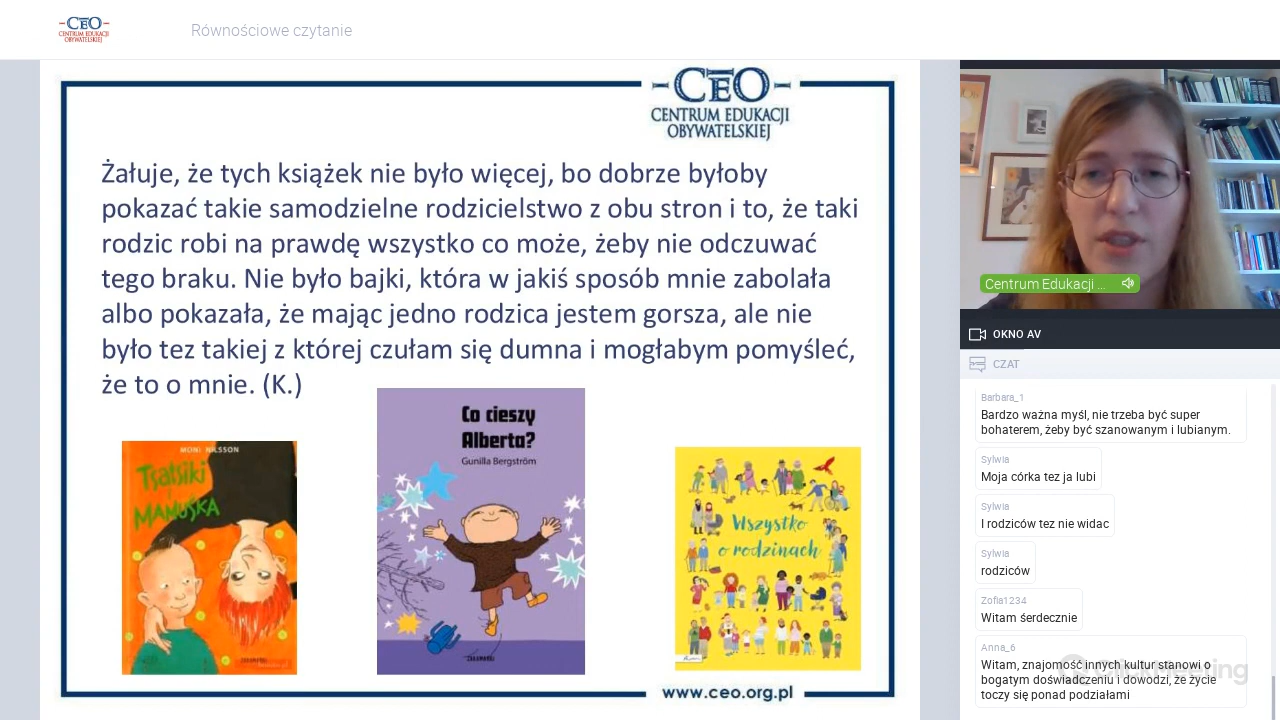 CEO
CENTRUM EDUKACJI
OBYWATELSKIEJ
Równościowe czytanie
CEO
CENTRUM EDUKACJI
OBYWATELSKIEJ
Żałuje, że tych książek nie było więcej, bo dobrze byłoby
pokazać takie samodzielne rodzicielstwo z obu stron i to, że taki
rodzic robi na prawdę wszystko co może, żeby nie odczuwać
tego braku. Nie było bajki, która w jakiś sposób mnie zabolała
albo pokazała, że mając jedno rodzica jestem gorsza, ale nie
było tez takiej z której czułam się dumna i mogłabym pomyśleć,
że to o mnie. (K.)
MONI NILSSON
Tsatsiki
i
MAMUŚKA
Co cieszy
Alberta?
Gunilla Bergström
ZAKAMARKI
Wszystko
o rodzinach
www.ceo.org.pl
Centrum Edukacji ...
OKNO AV
CZAT
Barbara_1
Bardzo ważna myśl, nie trzeba być super
bohaterem, żeby być szanowanym i lubianym.
Sylwia
Moja córka tez ja lubi
Sylwia
I rodziców tez nie widac
Sylwia
rodziców
Zofia1234
Witam śerdecznie
Anna_6
Witam, znajomość innych kultur stanowi o
bogatym doświadczeniu i dowodzi, że życie
toczy się ponad podziałami
ClickMeeting